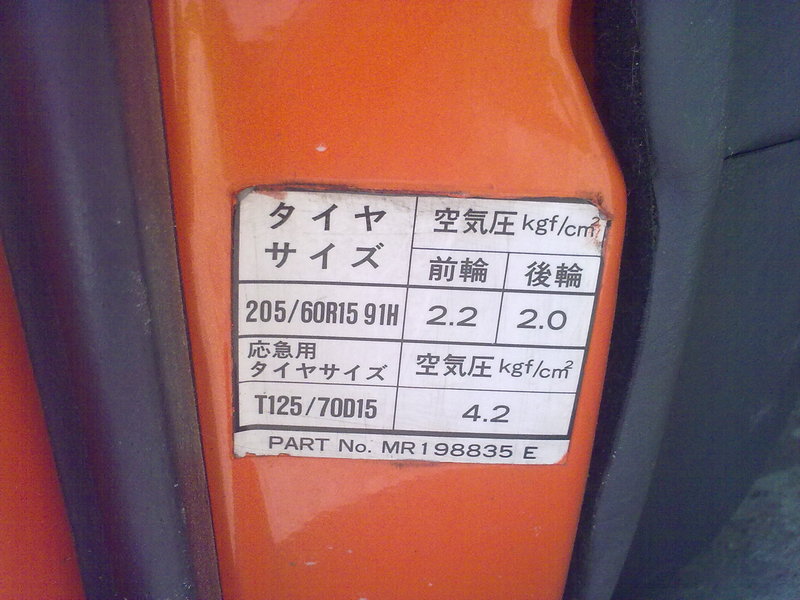 タイヤ
サイズ
空気圧 kgf/cm²
前輪 後輪
205/60R15 91H 2.2 2.0
応急用
タイヤサイズ
空気圧 kgf/cm²
T125/70D15 4.2
PART No. MR198835 E